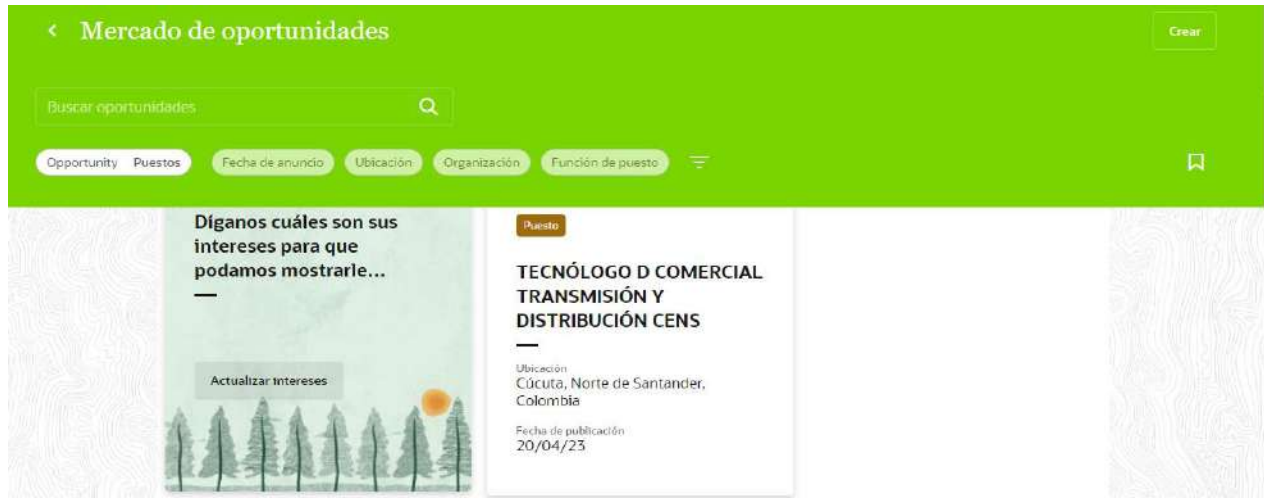 Mercado de oportunidades
Crear
Buscar oportunidades
Opportunity Puestos
Fecha de anuncio
Ubicación
Organización
Función de puesto
Díganos cuáles son sus
intereses para que
podamos mostrarle...
Actualizar intereses
Puesto
TECNÓLOGO D COMERCIAL
TRANSMISIÓN Y
DISTRIBUCIÓN CENS
Ubicación
Cúcuta, Norte de Santander,
Colombia
Fecha de publicación
20/04/23